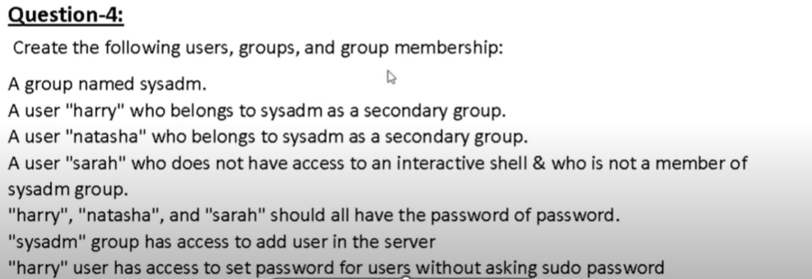 Question-4:
Create the following users, groups, and group membership:
A group named sysadm.
A user "harry" who belongs to sysadm as a secondary group.
A user "natasha" who belongs to sysadm as a secondary group.
A user "sarah" who does not have access to an interactive shell & who is not a member of
sysadm group.
"harry", "natasha", and "sarah" should all have the password of password.
"sysadm" group has access to add user in the server
"harry" user has access to set password for users without asking sudo password